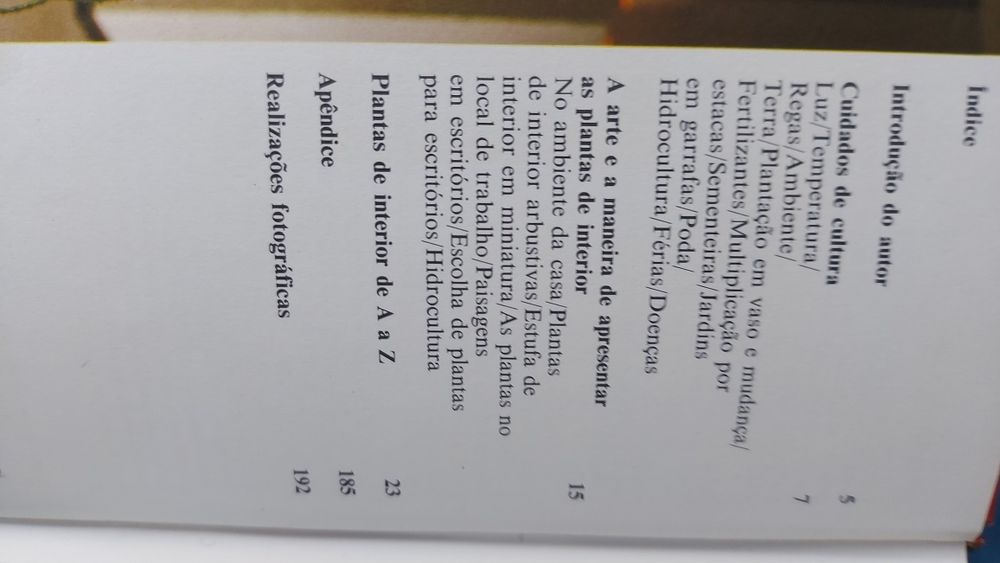 Índice
Introdução do autor 5
Cuidados de cultura 7
Luz/Temperatura/
Regas/Ambiente/
Terra/Plantação em vaso e mudança/
Fertilizantes/Multiplicação por
estacas/Sementeiras/Jardins
em garrafas/Poda/
Hidrocultura/Férias/Doenças
A arte e a maneira de apresentar
as plantas de interior 15
No ambiente da casa/Plantas
de interior arbustivas/Estufa de
interior em miniatura/As plantas no
local de trabalho/Paisagens
em escritórios/Escolha de plantas
para escritórios/Hidrocultura
Plantas de interior de A a Z 23
Apêndice 185
Realizações fotográficas 192